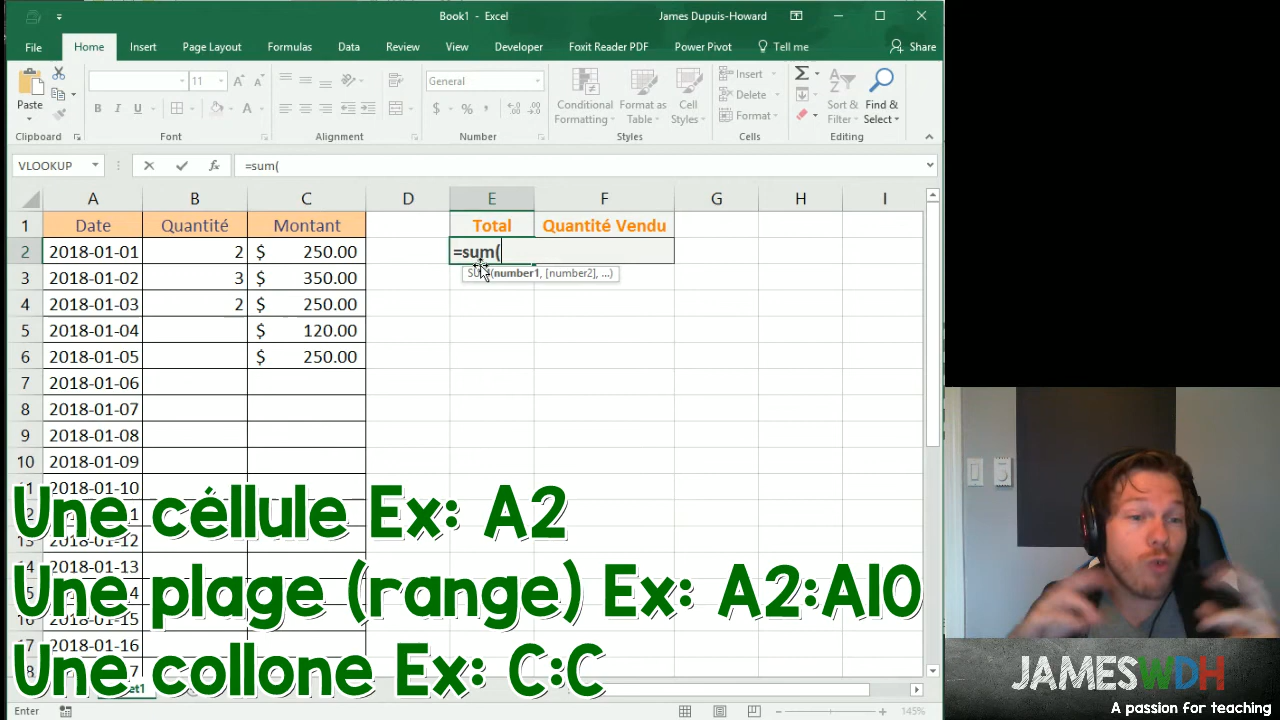 Book1 - Excel
James Dupuis-Howard
File Home Insert Page Layout Formulas Data Review View Developer Foxit Reader PDF Power Pivot Tell me Share
Paste
11
General
Conditional Formatting
Format as Table
Cell Styles
Insert
Delete
Format
Sort & Filter
Find & Select
Clipboard Font Alignment Number Styles Cells Editing
VLOOKUP =sum(
A B C D E F G H I
1 Date Quantité Montant Total Quantité Vendu
2 2018-01-01 2 $ 250.00 =sum(
3 2018-01-02 3 $ 350.00
(number1, [number2], ...)
4 2018-01-03 2 $ 250.00
5 2018-01-04 $ 120.00
6 2018-01-05 $ 250.00
7 2018-01-06
8 2018-01-07
9 2018-01-08
10 2018-01-09
2018-01-10
Une céllule Ex: A2
2018-01-12
14 2018-01-13
Une plage (range) Ex: A2:A10
2018-01-15
17 2018-01-16
Une collone Ex: C:C
Enter 145%
JAMESWDH
A passion for teaching